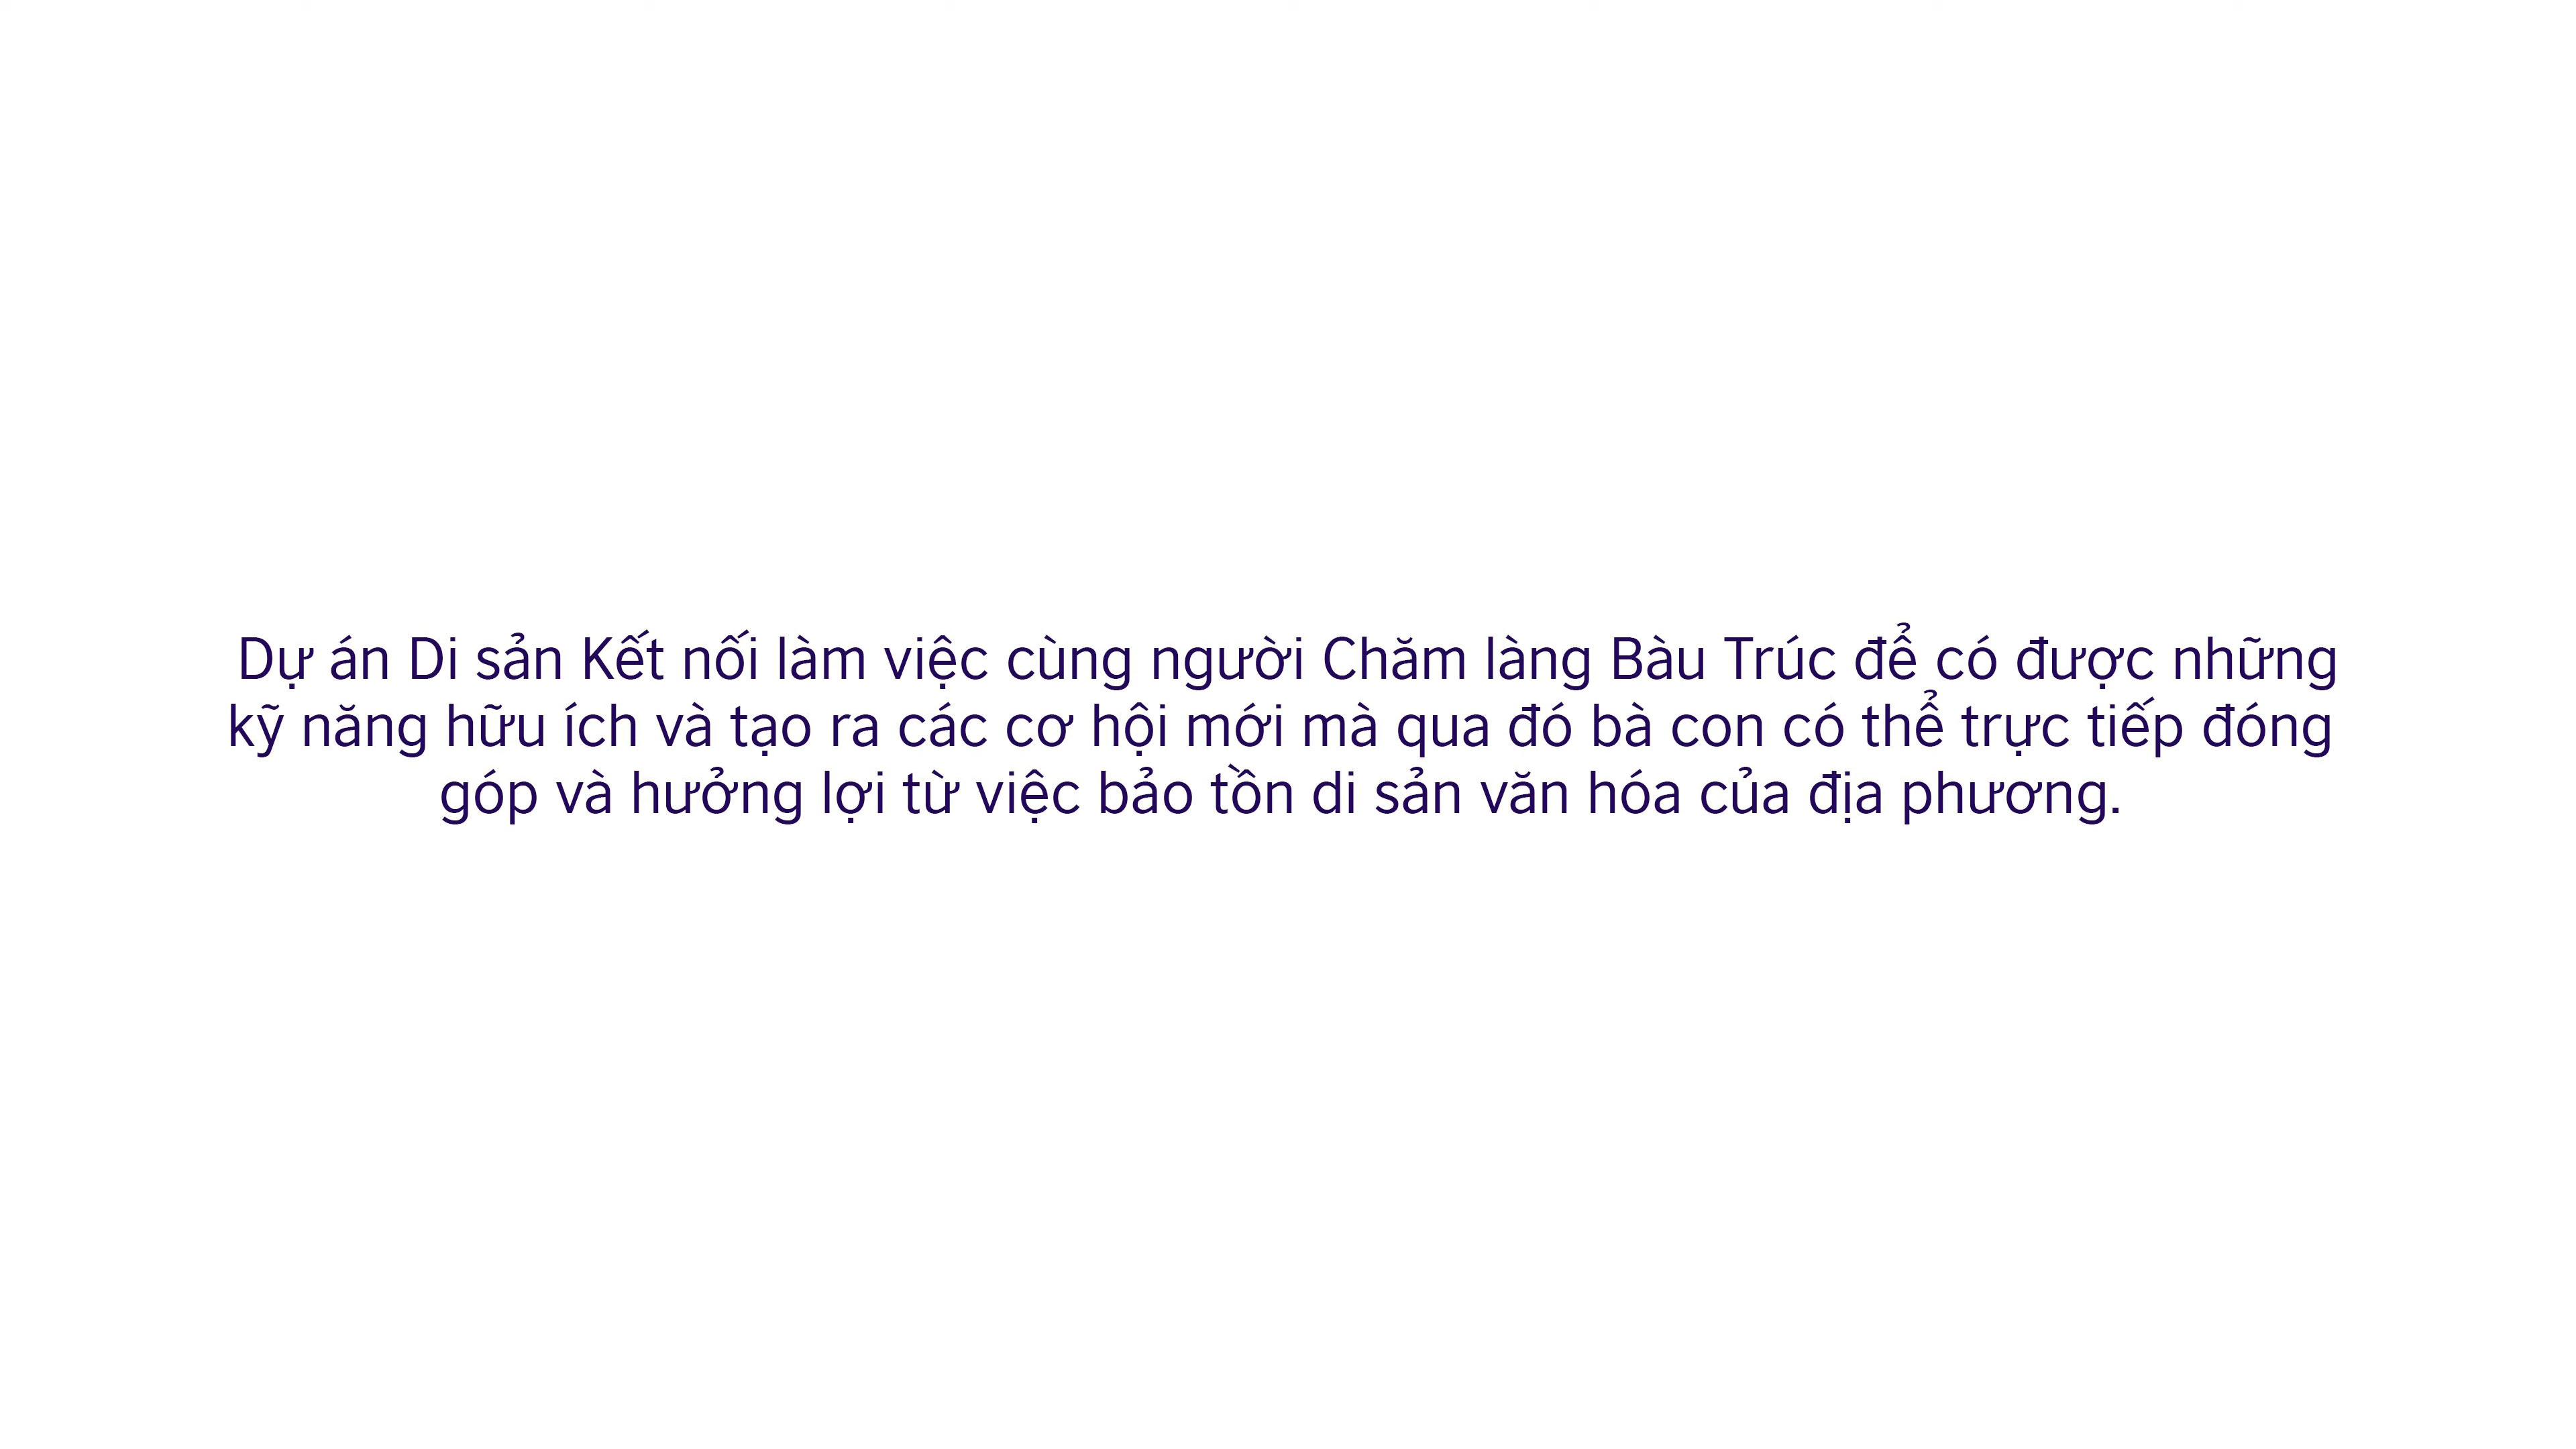 Dự án Di sản Kết nối làm việc cùng người Chăm làng Bàu Trúc để có được những
kỹ năng hữu ích và tạo ra các cơ hội mới mà qua đó bà con có thể trực tiếp đóng
góp và hưởng lợi từ việc bảo tồn di sản văn hóa của địa phương.